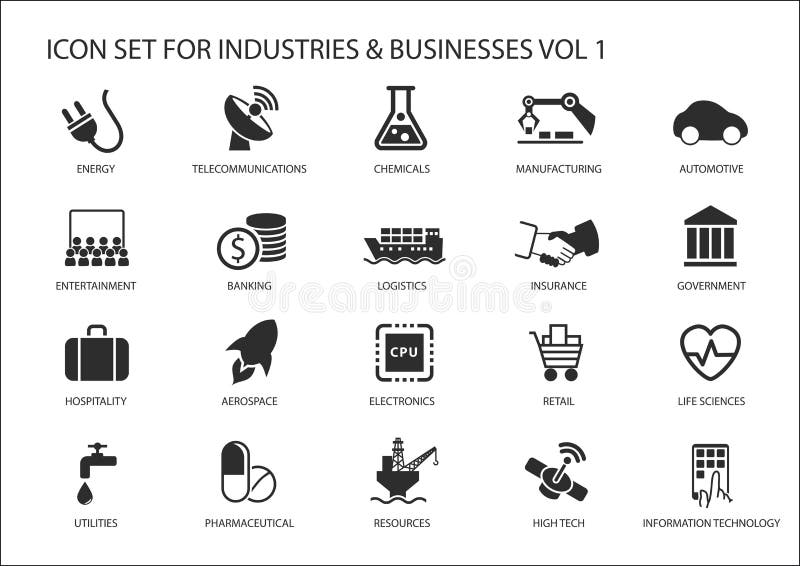 ICON SET FOR INDUSTRIES & BUSINESSES VOL 1
ENERGY
TELECOMMUNICATIONS
CHEMICALS
MANUFACTURING
AUTOMOTIVE
ENTERTAINMENT
$
BANKING
LOGISTICS
INSURANCE
GOVERNMENT
dreamstime
HOSPITALITY
AEROSPACE
CPU
ELECTRONICS
RETAIL
LIFE SCIENCES
UTILITIES
PHARMACEUTICAL
RESOURCES
HIGH TECH
INFORMATION TECHNOLOGY